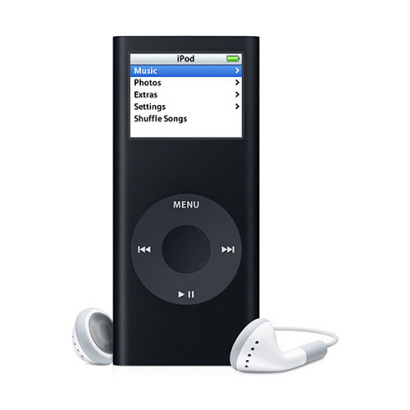 iPod
Music
Photos
Extras
Settings
Shuffle Songs
MENU